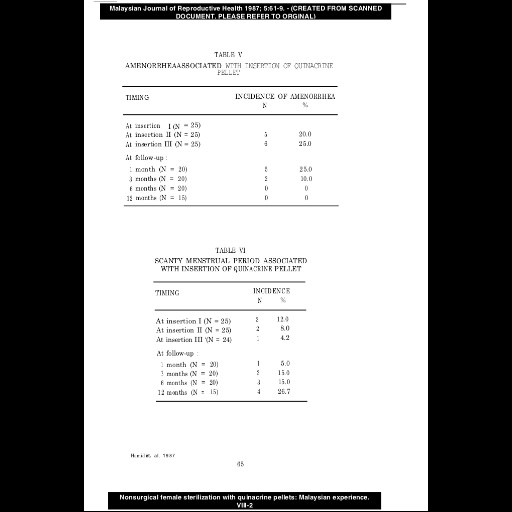 Malaysian Journal of Reproductive Health 1987; 5:61-9. - (CREATED FROM SCANNED
DOCUMENT. PLEASE REFER TO ORGINAL)
TABLE V
AMENORRHEAASSOCIATED WITH INSERTION OF QUINACRINE
PELLET
TIMING INCIDENCE OF AMENORRHEA
N %
At insertion I (N = 25)
At insertion II (N = 25) 5 20.0
At insertion III (N = 25) 6 25.0
At follow-up :
1 month (N = 20) 5 25.0
3 months (N = 20) 2 10.0
6 months (N = 20) 0 0
12 months (N = 15) 0 0
TABLE VI
SCANTY MENSTRUAL PERIOD ASSOCIATED
WITH INSERTION OF QUINACRINE PELLET
TIMING INCIDENCE
N %
At insertion I (N = 25) 3 12.0
At insertion II (N = 25) 2 8.0
At insertion III (N = 24) 1 4.2
At follow-up :
1 month (N = 20) 1 5.0
3 months (N = 20) 15.0
6 months (N = 20) 3 15.0
12 months (N = 15) 4 26.7
1987
65
Nonsurgical female sterilization with quinacrine pellets: Malaysian experience.
VIII-2